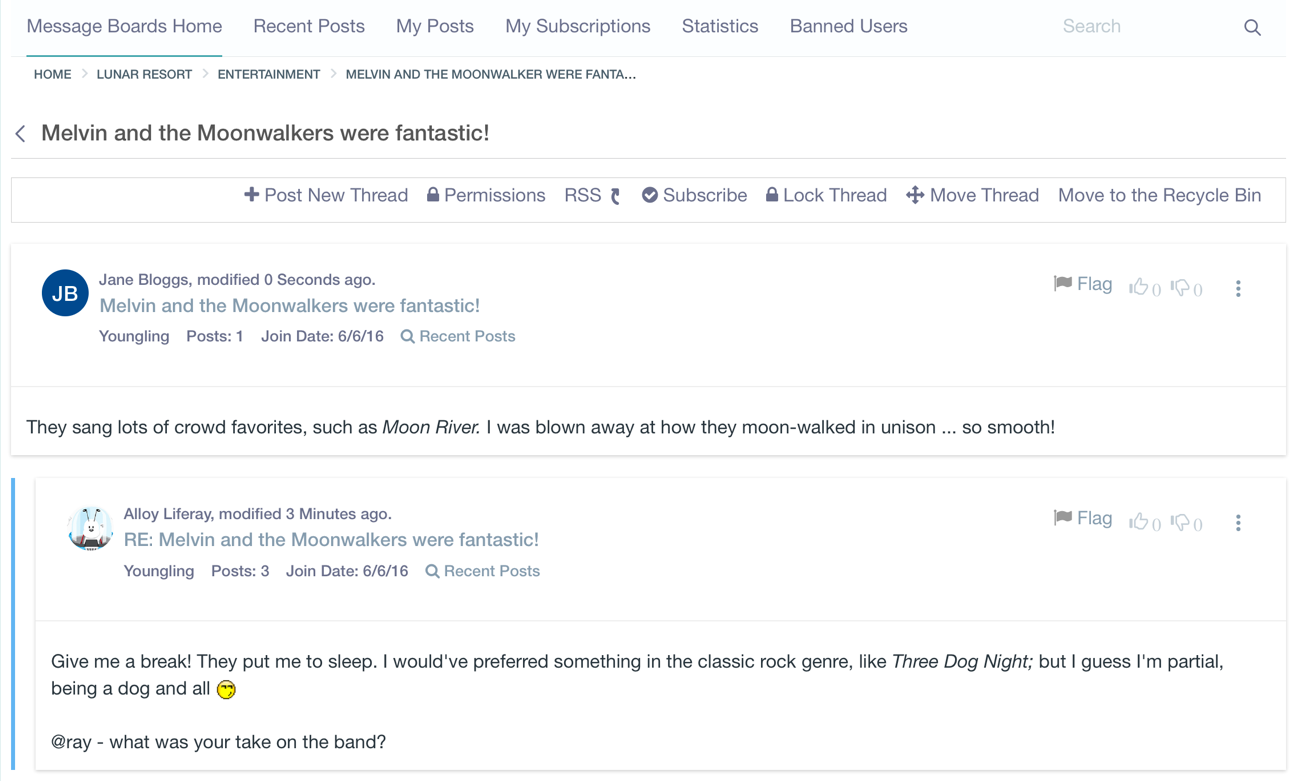 Message Boards Home Recent Posts My Posts My Subscriptions Statistics Banned Users Search
HOME LUNAR RESORT ENTERTAINMENT MELVIN AND THE MOONWALKER WERE FANTA...
Melvin and the Moonwalkers were fantastic!
Post New Thread Permissions RSS Subscribe Lock Thread Move Thread Move to the Recycle Bin
JB
Jane Bloggs, modified 0 Seconds ago.
Flag 0 0
Melvin and the Moonwalkers were fantastic!
Youngling Posts: 1 Join Date: 6/6/16 Recent Posts
They sang lots of crowd favorites, such as Moon River. I was blown away at how they moon-walked in unison ... so smooth!
Alloy Liferay, modified 3 Minutes ago.
Flag 0 0
RE: Melvin and the Moonwalkers were fantastic!
Youngling Posts: 3 Join Date: 6/6/16 Recent Posts
Give me a break! They put me to sleep. I would've preferred something in the classic rock genre, like Three Dog Night; but I guess I'm partial,
being a dog and all
@ray - what was your take on the band?